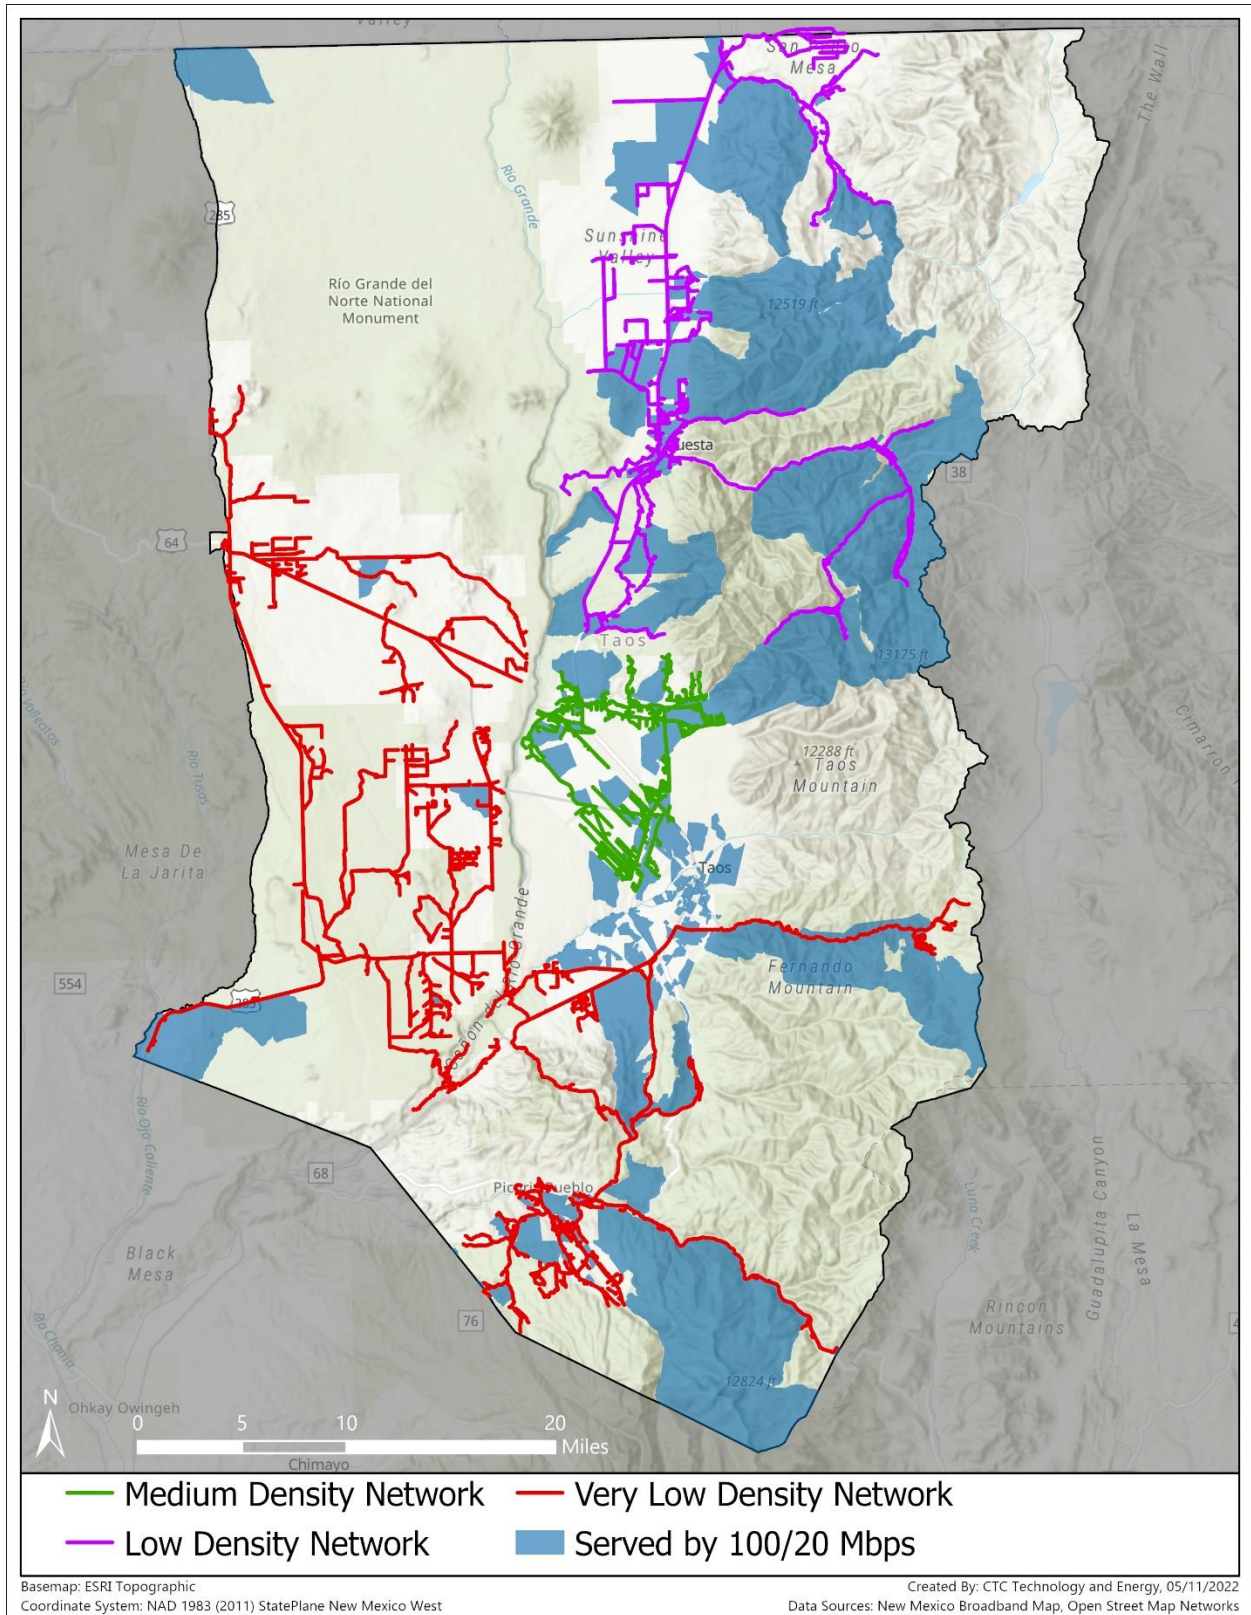 Valley
San Pedro
Mesa
The Wall
285
Rio Grande
Sunshine
Valley
Río Grande del
Norte National
Monument
12519 ft
uesta
38
64
Taos
13175 ft
Rio Vallecitos
Rio Tusas
Cimarron
12288 ft
Taos
Mountain
Mesa De
La Jarita
Taos
Fernando
Mountain
554
285
Rio Ojo Caliente
68
Picuris Pueblo
Luna Creek
Guadalupita Canyon
La Mesa
Black
Mesa
Rincon
Mountains
76
Rio Chama
12824 ft
4
N
Ohkay Owingeh
0 5 10 20
Miles
Chimayo
Medium Density Network
Very Low Density Network
Low Density Network
Served by 100/20 Mbps
Basemap: ESRI Topographic
Created By: CTC Technology and Energy, 05/11/2022
Coordinate System: NAD 1983 (2011) StatePlane New Mexico West
Data Sources: New Mexico Broadband Map, Open Street Map Networks